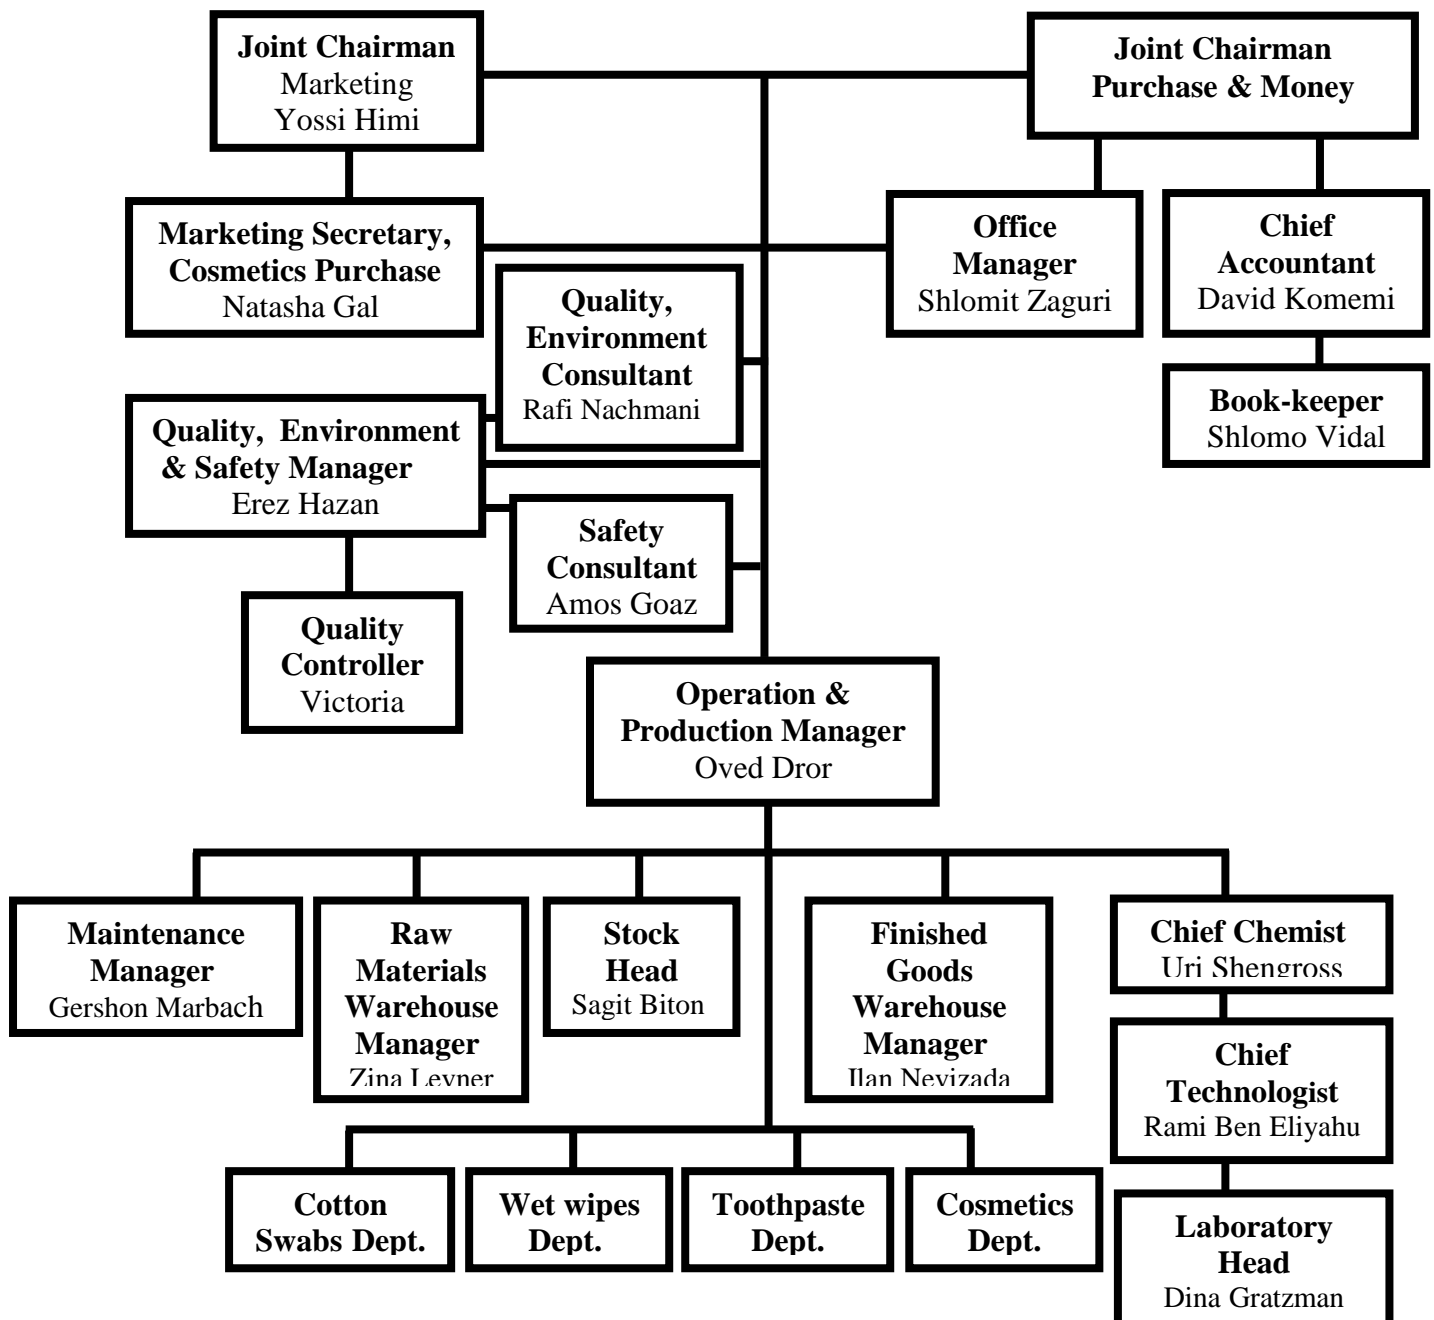 Joint Chairman
Marketing
Yossi Himi
Joint Chairman
Purchase & Money
Marketing Secretary,
Cosmetics Purchase
Natasha Gal
Office
Manager
Shlomit Zaguri
Chief
Accountant
David Komemi
Quality,
Environment
Consultant
Rafi Nachmani
Book-keeper
Shlomo Vidal
Quality, Environment
& Safety Manager
Erez Hazan
Safety
Consultant
Amos Goaz
Quality
Controller
Victoria
Operation &
Production Manager
Oved Dror
Maintenance
Manager
Gershon Marbach
Raw
Materials
Warehouse
Manager
Zina Levner
Stock
Head
Sagit Biton
Finished
Goods
Warehouse
Manager
Ilan Nevizada
Chief Chemist
Uri Shengross
Chief
Technologist
Rami Ben Eliyahu
Cotton
Swabs Dept.
Wet wipes
Dept.
Toothpaste
Dept.
Cosmetics
Dept.
Laboratory
Head
Dina Gratzman